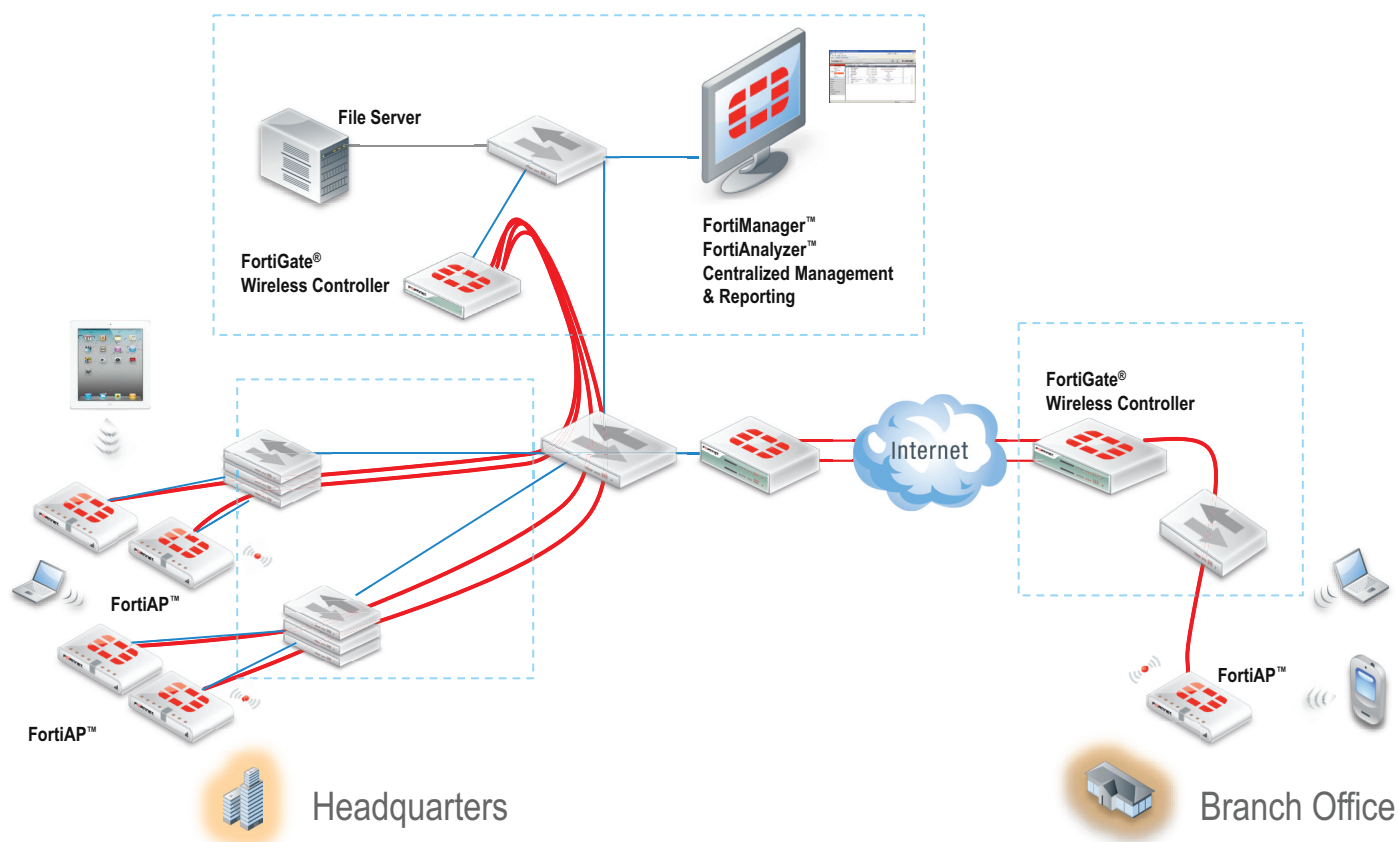 File Server
FortiManager™
FortiAnalyzer™
Centralized Management
& Reporting
FortiGate®
Wireless Controller
FortiGate®
Wireless Controller
Internet
FortiAP™
FortiAP™
FortiAP™
Headquarters
Branch Office